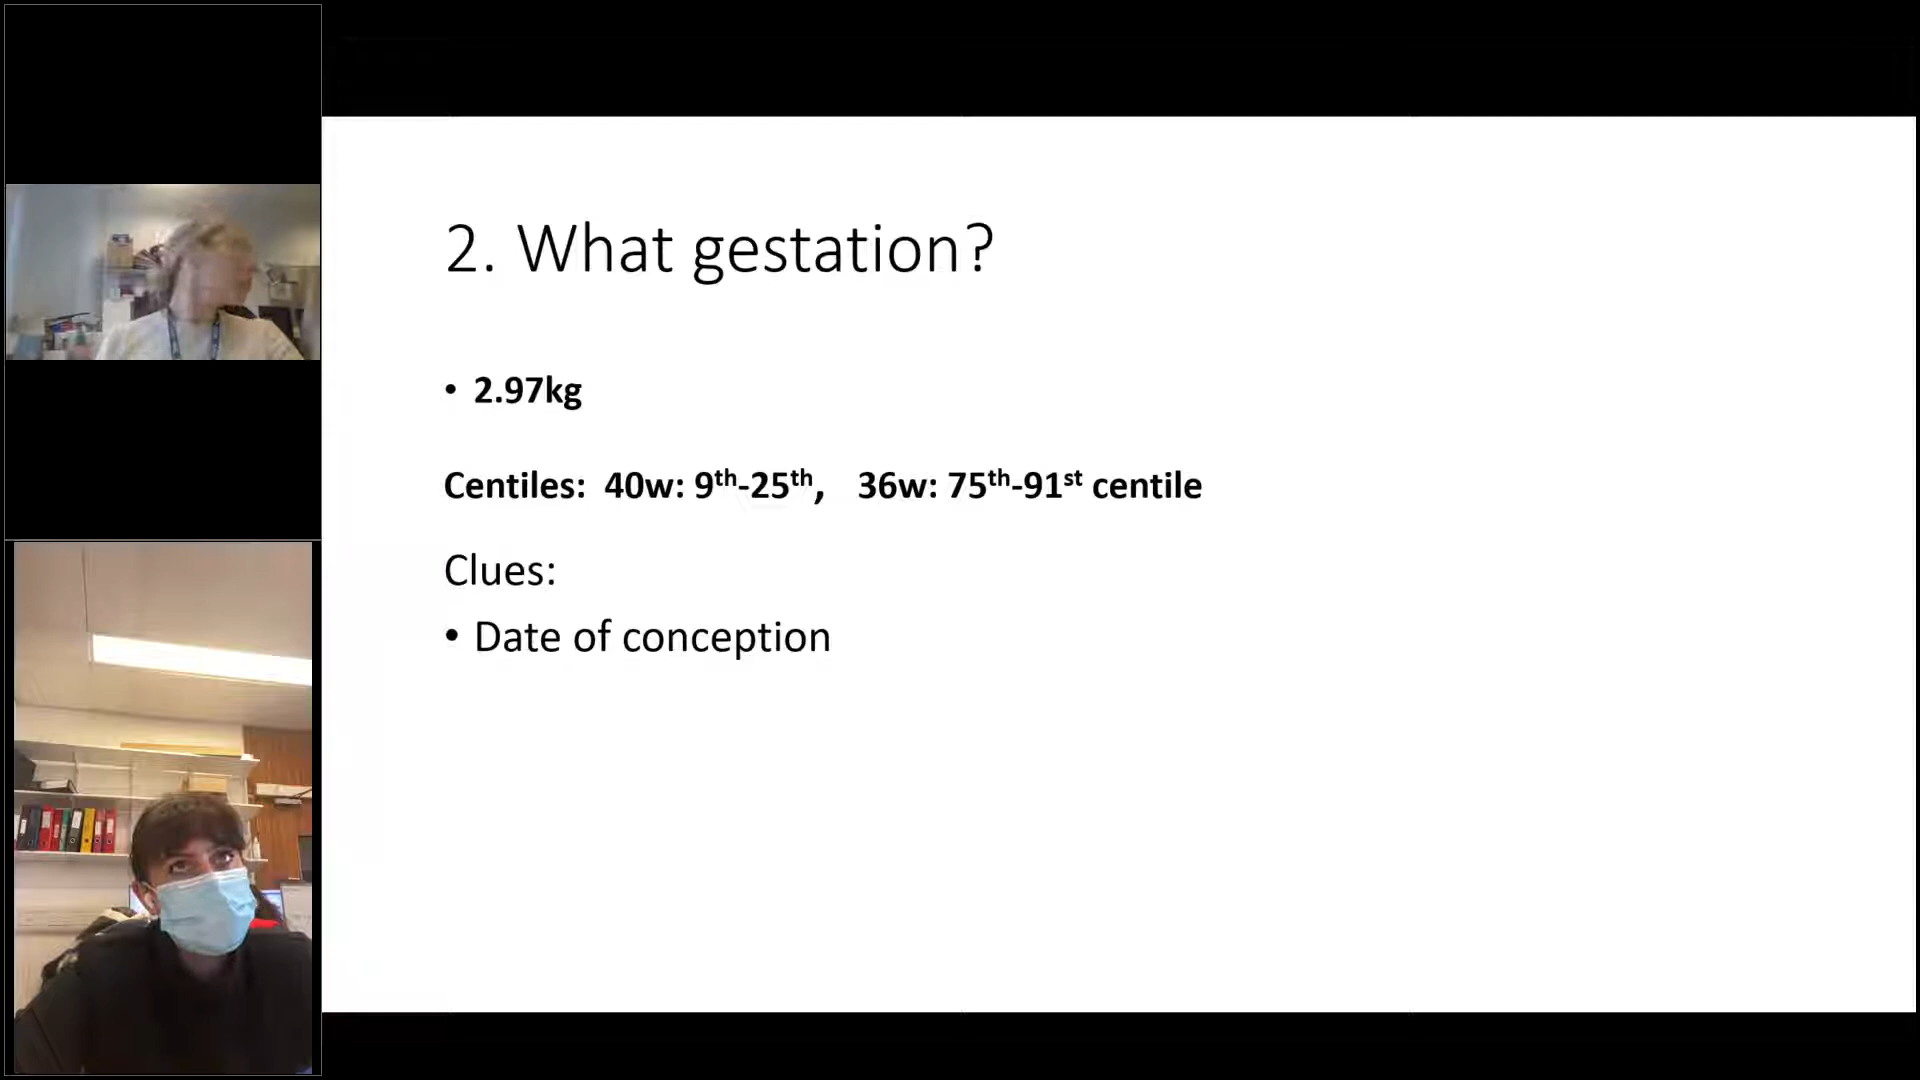 2. What gestation?
• 2.97kg
Centiles: 40w: 9th-25th, 36w: 75th-91st centile
Clues:
• Date of conception